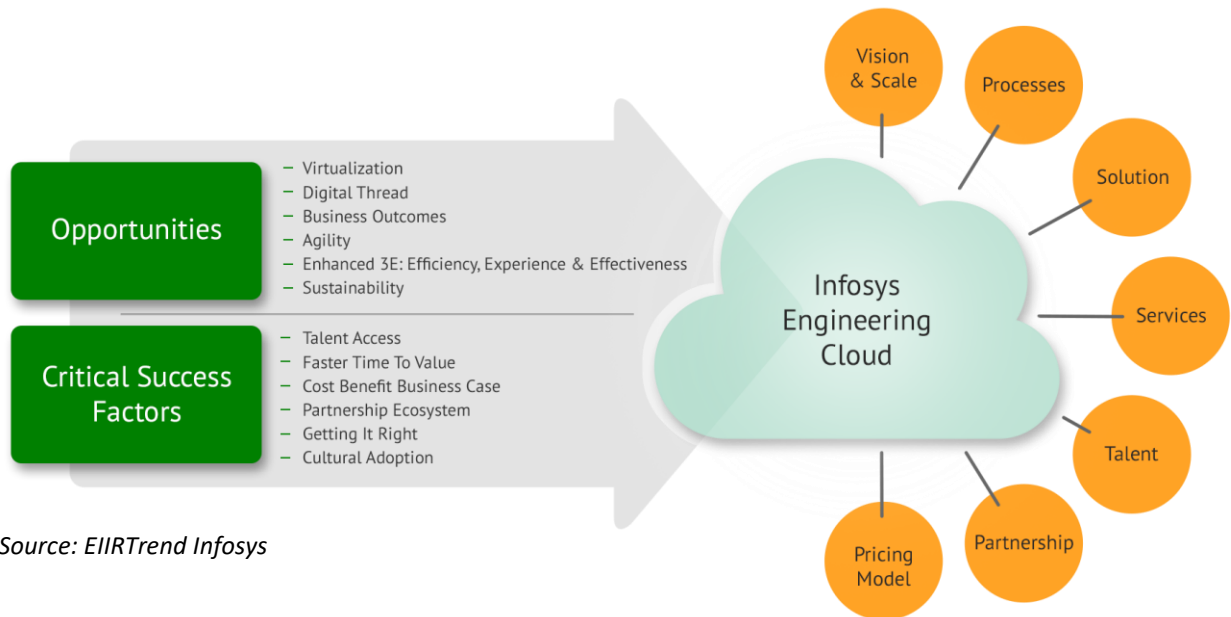 Opportunities
– Virtualization
– Digital Thread
– Business Outcomes
– Agility
– Enhanced 3E: Efficiency, Experience & Effectiveness
– Sustainability
Critical Success
Factors
– Talent Access
– Faster Time To Value
– Cost Benefit Business Case
– Partnership Ecosystem
– Getting It Right
– Cultural Adoption
Infosys
Engineering
Cloud
Vision
& Scale
Processes
Solution
Services
Talent
Partnership
Pricing
Model
Source: EIIRTrend Infosys